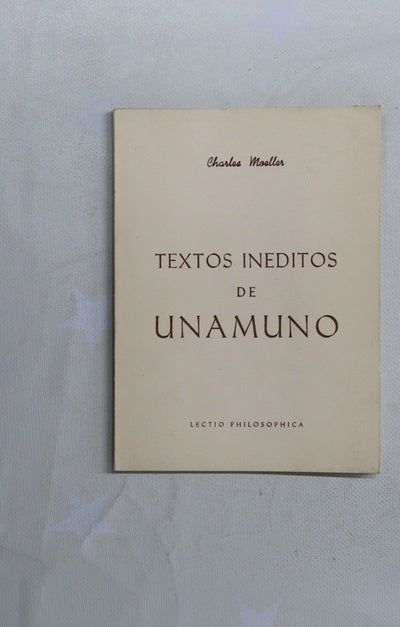 Charles Moeller
TEXTOS INEDITOS
DE
UNAMUNO
LECTIO PHILOSOPHICA